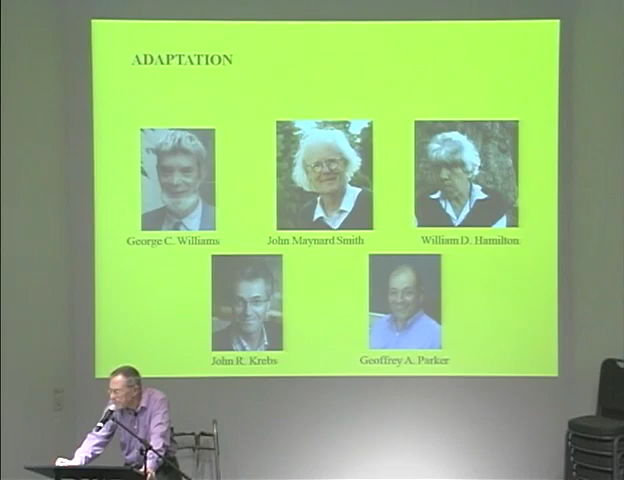 ADAPTATION
George C. Williams
John Maynard Smith
William D. Hamilton
John R. Krebs
Geoffrey A. Parker